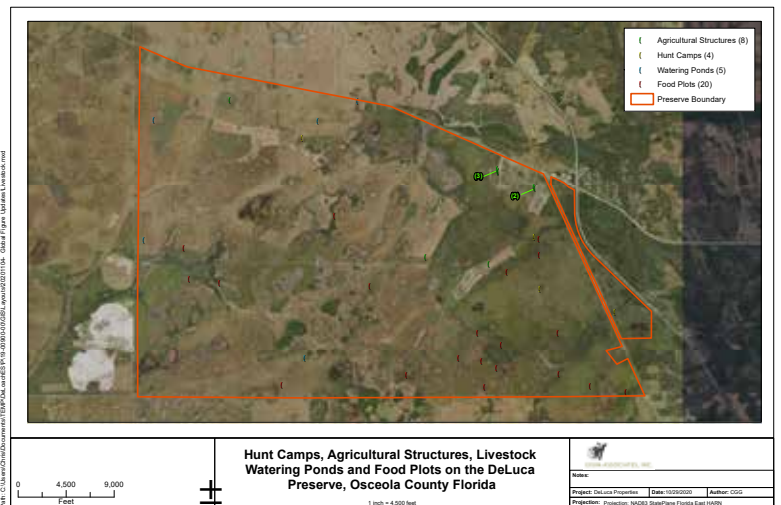 ( Agricultural Structures (8)
( Hunt Camps (4)
( Watering Ponds (5)
( Food Plots (20)
Preserve Boundary
(3)
(2)
Hunt Camps, Agricultural Structures, Livestock
Watering Ponds and Food Plots on the DeLuca
Preserve, Osceola County Florida
1 inch = 4,500 feet
0 4,500 9,000
Feet
Notes:
Project: DeLuca Properties Date:10/29/2020 Author: CGG
Projection: Projection: NAD83 StatePlane Florida East HARN